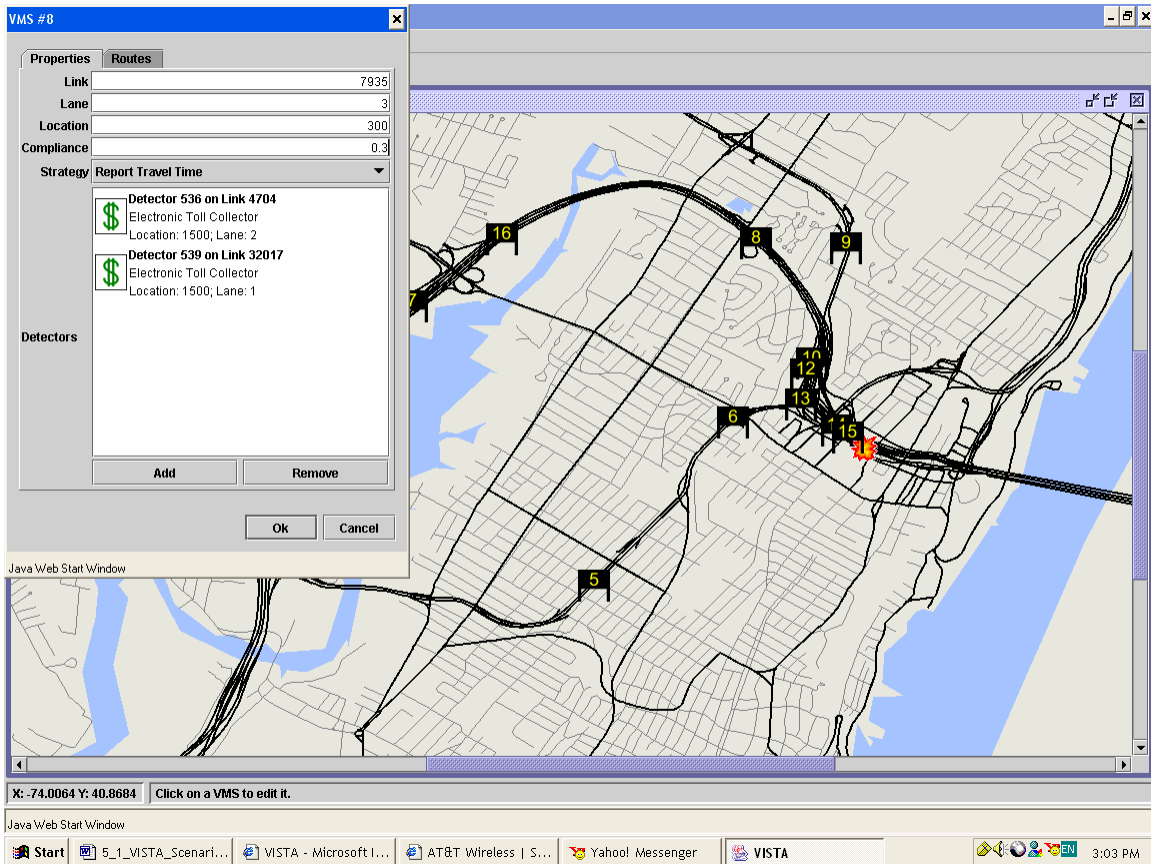 VMS #8
Properties Routes
Link 7935
Lane 3
Location 300
Compliance 0.3
Strategy Report Travel Time
Detector 536 on Link 4704
Electronic Toll Collector
Location: 1500; Lane: 2
Detector 539 on Link 32017
Electronic Toll Collector
Location: 1500; Lane: 1
Detectors
Add Remove
Ok Cancel
Java Web Start Window
16
8
9
7
10
12
13
6
15
5
X: -74.0064 Y: 40.8684 Click on a VMS to edit it.
Java Web Start Window
Start 5_1_VISTA_Scenari... VISTA - Microsoft I... AT&T Wireless | S... Yahoo! Messenger VISTA EN 3:03 PM